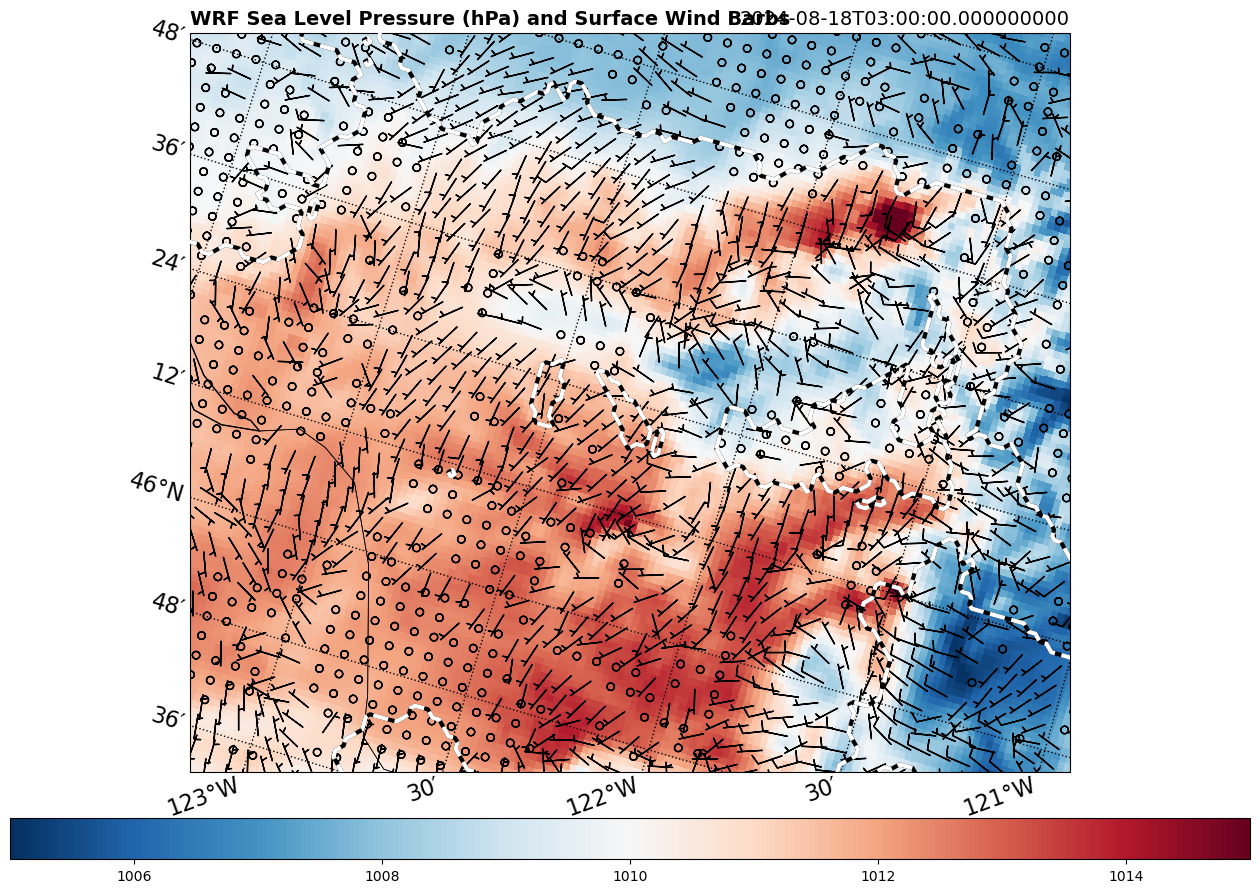 WRF Sea Level Pressure (hPa) and Surface Wind Barbs
2024-08-18T03:00:00.000000000
48′
36′
24′
12′
46°N
48′
36′
123°W 30′ 122°W 30′ 121°W
1006 1008 1010 1012 1014